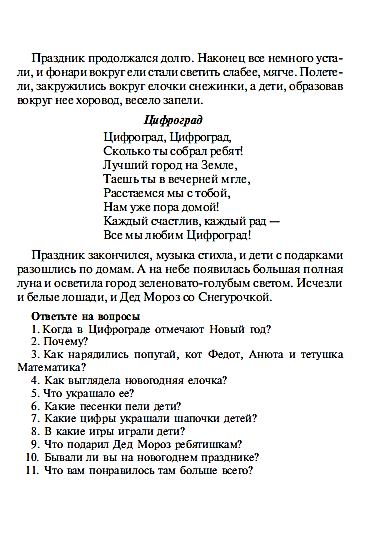 Праздник продолжался долго. Наконец все немного уста-
ли, и фонари вокруг ели стали светить слабее, мягче. Полете-
ли, закружились вокруг елочки снежинки, а дети, образовав
вокруг нее хоровод, весело запели.
Цифроград
Цифроград, Цифроград,
Сколько ты собрал ребят!
Лучший город на Земле,
Таешь ты в вечерней мгле,
Расстаемся мы с тобой,
Нам уже пора домой!
Каждый счастлив, каждый рад —
Все мы любим Цифроград!
Праздник закончился, музыка стихла, и дети с подарками
разошлись по домам. А на небе появилась большая полная
луна и осветила город зеленовато-голубым светом. Исчезли
и белые лошади, и Дед Мороз со Снегурочкой.
Ответьте на вопросы
1. Когда в Цифрограде отмечают Новый год?
2. Почему?
3. Как нарядились попугай, кот Федот, Анюта и тетушка
Математика?
4. Как выглядела новогодняя елочка?
5. Что украшало ее?
6. Какие песенки пели дети?
7. Какие цифры украшали шапочки детей?
8. В какие игры играли дети?
9. Что подарил Дед Мороз ребятишкам?
10. Бывали ли вы на новогоднем празднике?
11. Что вам понравилось там больше всего?